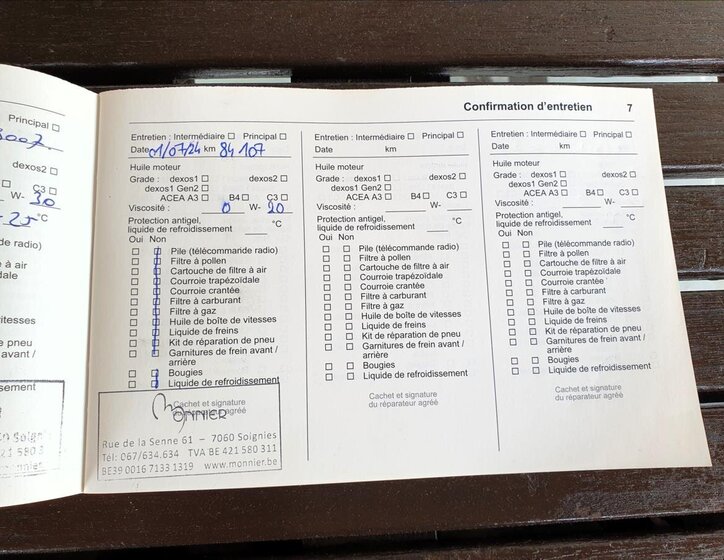 Confirmation d'entretien 7
Principal ☐
dexos2 ☐
C3 ☐
W- 30
- 25 °C
de radio)
e à air
oïdale
itesses
e pneu
avant /
sement
Entretien : Intermédiaire ☐ Principal ☐
Date 01/07/24 km 84 107
Huile moteur
Grade : dexos1 ☐ dexos2 ☐
dexos1 Gen2 ☐
ACEA A3 ☐ B4 ☐ C3 ☐
Viscosité : 0 W- 20
Protection antigel,
liquide de refroidissement ____ °C
Oui Non
☐ ☐ Pile (télécommande radio)
☐ ☐ Filtre à pollen
☐ ☐ Cartouche de filtre à air
☐ ☐ Courroie trapézoïdale
☐ ☐ Courroie crantée
☐ ☐ Filtre à carburant
☐ ☐ Filtre à gaz
☐ ☐ Huile de boîte de vitesses
☐ ☐ Liquide de freins
☐ ☐ Kit de réparation de pneu
☐ ☐ Garnitures de frein avant /
arrière
☐ ☐ Bougies
☐ ☐ Liquide de refroidissement
Cachet et signature
du réparateur agréé
MONNIER
Rue de la Senne 61 – 7060 Soignies
Tél: 067/634.634 TVA BE 421 580 311
BE39 0016 7133 1319 www.monnier.be
Entretien : Intermédiaire ☐ Principal ☐
Date km
Huile moteur
Grade : dexos1 ☐ dexos2 ☐
dexos1 Gen2 ☐
ACEA A3 ☐ B4 ☐ C3 ☐
Viscosité : ____ W- ____
Protection antigel,
liquide de refroidissement ____ °C
Oui Non
☐ ☐ Pile (télécommande radio)
☐ ☐ Filtre à pollen
☐ ☐ Cartouche de filtre à air
☐ ☐ Courroie trapézoïdale
☐ ☐ Courroie crantée
☐ ☐ Filtre à carburant
☐ ☐ Filtre à gaz
☐ ☐ Huile de boîte de vitesses
☐ ☐ Liquide de freins
☐ ☐ Kit de réparation de pneu
☐ ☐ Garnitures de frein avant /
arrière
☐ ☐ Bougies
☐ ☐ Liquide de refroidissement
Cachet et signature
du réparateur agréé
Entretien : Intermédiaire ☐ Principal ☐
Date km
Huile moteur
Grade : dexos1 ☐ dexos2 ☐
dexos1 Gen2 ☐
ACEA A3 ☐ B4 ☐ C3 ☐
Viscosité : ____ W- ____
Protection antigel,
liquide de refroidissement ____ °C
Oui Non
☐ ☐ Pile (télécommande radio)
☐ ☐ Filtre à pollen
☐ ☐ Cartouche de filtre à air
☐ ☐ Courroie trapézoïdale
☐ ☐ Courroie crantée
☐ ☐ Filtre à carburant
☐ ☐ Filtre à gaz
☐ ☐ Huile de boîte de vitesses
☐ ☐ Liquide de freins
☐ ☐ Kit de réparation de pneu
☐ ☐ Garnitures de frein avant /
arrière
☐ ☐ Bougies
☐ ☐ Liquide de refroidissement
Cachet et signature
du réparateur agréé